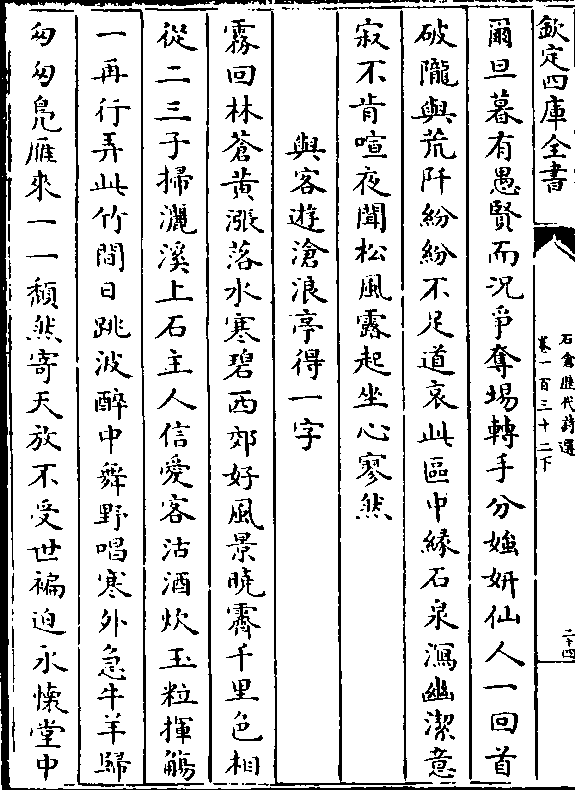 欽定四庫全書
石倉歷代詩選
卷一百三十二下
二十四
爾旦暮有愚賢而況爭奪場轉手分媸妍仙人一回首
破隴與荒阡紛紛不足道哀此區中緣石泉瀉幽潔意
寂不肯喧夜聞松風露起坐心寥然
與客遊滄浪亭得一字
霧回林蒼黃漲落水寒碧西郊好風景曉霽千里色相
從二三子掃灑溪上石主人信愛客沽酒炊玉粒揮觴
一再行弄此竹間日跳波醉中舞野唱寒外急牛羊歸
匆匆鳧雁來一一頹然寄天放不受世褊迫永懷堂中